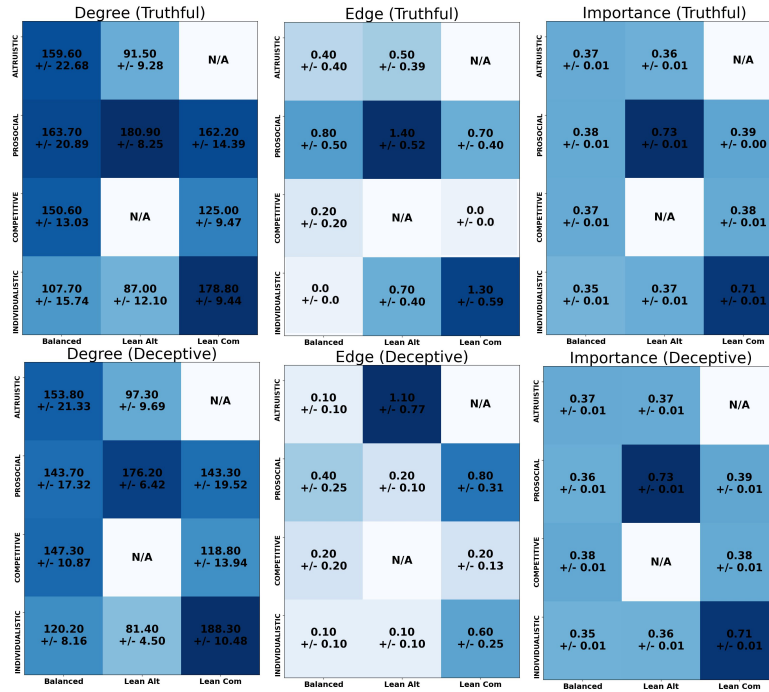 Degree (Truthful)
ALTRUISTIC
159.60
+/- 22.68
91.50
+/- 9.28
N/A
PROSOCIAL
163.70
+/- 20.89
180.90
+/- 8.25
162.20
+/- 14.39
COMPETITIVE
150.60
+/- 13.03
N/A
125.00
+/- 9.47
INDIVIDUALISTIC
107.70
+/- 15.74
87.00
+/- 12.10
178.80
+/- 9.44
Balanced Lean Alt Lean Com
Edge (Truthful)
ALTRUISTIC
0.40
+/- 0.40
0.50
+/- 0.39
N/A
PROSOCIAL
0.80
+/- 0.50
1.40
+/- 0.52
0.70
+/- 0.40
COMPETITIVE
0.20
+/- 0.20
N/A
0.0
+/- 0.0
INDIVIDUALISTIC
0.0
+/- 0.0
0.70
+/- 0.40
1.30
+/- 0.59
Balanced Lean Alt Lean Com
Importance (Truthful)
ALTRUISTIC
0.37
+/- 0.01
0.36
+/- 0.01
N/A
PROSOCIAL
0.38
+/- 0.01
0.73
+/- 0.01
0.39
+/- 0.00
COMPETITIVE
0.37
+/- 0.01
N/A
0.38
+/- 0.01
INDIVIDUALISTIC
0.35
+/- 0.01
0.37
+/- 0.01
0.71
+/- 0.01
Balanced Lean Alt Lean Com
Degree (Deceptive)
ALTRUISTIC
153.80
+/- 21.33
97.30
+/- 9.69
N/A
PROSOCIAL
143.70
+/- 17.32
176.20
+/- 6.42
143.30
+/- 19.52
COMPETITIVE
147.30
+/- 10.87
N/A
118.80
+/- 13.94
INDIVIDUALISTIC
120.20
+/- 8.16
81.40
+/- 4.50
188.30
+/- 10.48
Balanced Lean Alt Lean Com
Edge (Deceptive)
ALTRUISTIC
0.10
+/- 0.10
1.10
+/- 0.77
N/A
PROSOCIAL
0.40
+/- 0.25
0.20
+/- 0.10
0.80
+/- 0.31
COMPETITIVE
0.20
+/- 0.20
N/A
0.20
+/- 0.13
INDIVIDUALISTIC
0.10
+/- 0.10
0.10
+/- 0.10
0.60
+/- 0.25
Balanced Lean Alt Lean Com
Importance (Deceptive)
ALTRUISTIC
0.37
+/- 0.01
0.37
+/- 0.01
N/A
PROSOCIAL
0.36
+/- 0.01
0.73
+/- 0.01
0.39
+/- 0.01
COMPETITIVE
0.38
+/- 0.01
N/A
0.38
+/- 0.01
INDIVIDUALISTIC
0.35
+/- 0.01
0.36
+/- 0.01
0.71
+/- 0.01
Balanced Lean Alt Lean Com